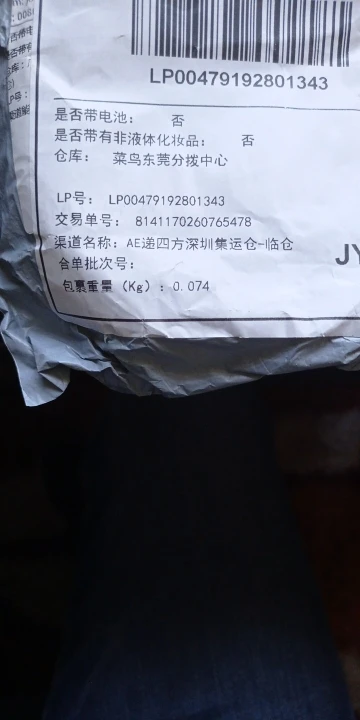 LP00479192801343
是否带电池： 否
是否带有非液体化妆品： 否
仓库： 菜鸟东莞分拨中心
LP号： LP00479192801343
交易单号： 8141170260765478
渠道名称：AE递四方深圳集运仓-临仓
JY
合单批次号：
包裹重量（Kg）：0.074